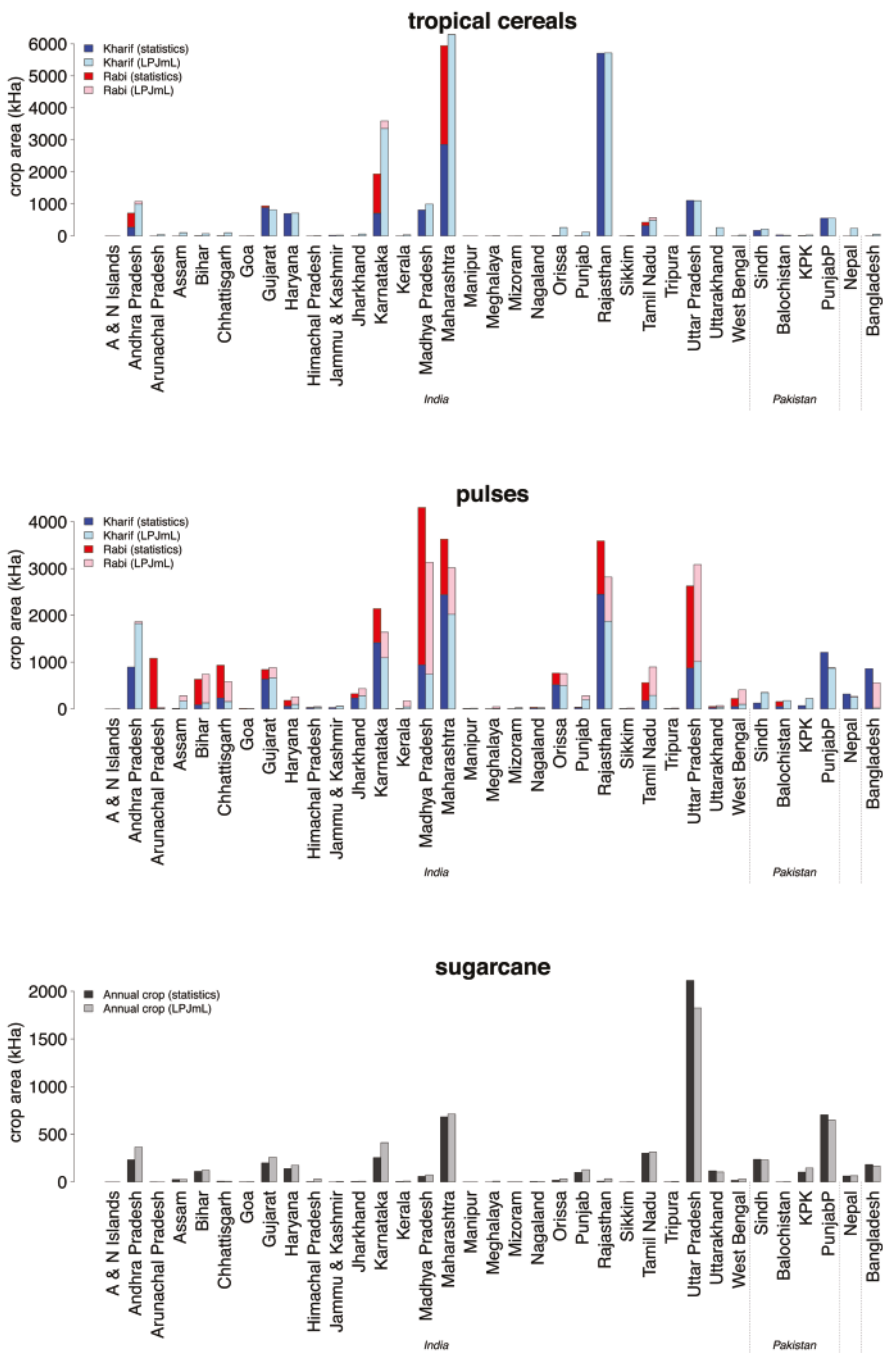 tropical cereals
Kharif (statistics)
Kharif (LPJmL)
Rabi (statistics)
Rabi (LPJmL)
crop area (kHa)
6000
5000
4000
3000
2000
1000
0
A & N Islands
Andhra Pradesh
Arunachal Pradesh
Assam
Bihar
Chhattisgarh
Goa
Gujarat
Haryana
Himachal Pradesh
Jammu & Kashmir
Jharkhand
Karnataka
Kerala
Madhya Pradesh
Maharashtra
Manipur
Meghalaya
Mizoram
Nagaland
Orissa
Punjab
Rajasthan
Sikkim
Tamil Nadu
Tripura
Uttar Pradesh
Uttarakhand
West Bengal
Sindh
Balochistan
KPK
PunjabP
Nepal
Bangladesh
India
Pakistan
pulses
Kharif (statistics)
Kharif (LPJmL)
Rabi (statistics)
Rabi (LPJmL)
crop area (kHa)
4000
3000
2000
1000
0
A & N Islands
Andhra Pradesh
Arunachal Pradesh
Assam
Bihar
Chhattisgarh
Goa
Gujarat
Haryana
Himachal Pradesh
Jammu & Kashmir
Jharkhand
Karnataka
Kerala
Madhya Pradesh
Maharashtra
Manipur
Meghalaya
Mizoram
Nagaland
Orissa
Punjab
Rajasthan
Sikkim
Tamil Nadu
Tripura
Uttar Pradesh
Uttarakhand
West Bengal
Sindh
Balochistan
KPK
PunjabP
Nepal
Bangladesh
India
Pakistan
sugarcane
Annual crop (statistics)
Annual crop (LPJmL)
crop area (kHa)
2000
1500
1000
500
0
A & N Islands
Andhra Pradesh
Arunachal Pradesh
Assam
Bihar
Chhattisgarh
Goa
Gujarat
Haryana
Himachal Pradesh
Jammu & Kashmir
Jharkhand
Karnataka
Kerala
Madhya Pradesh
Maharashtra
Manipur
Meghalaya
Mizoram
Nagaland
Orissa
Punjab
Rajasthan
Sikkim
Tamil Nadu
Tripura
Uttar Pradesh
Uttarakhand
West Bengal
Sindh
Balochistan
KPK
PunjabP
Nepal
Bangladesh
India
Pakistan